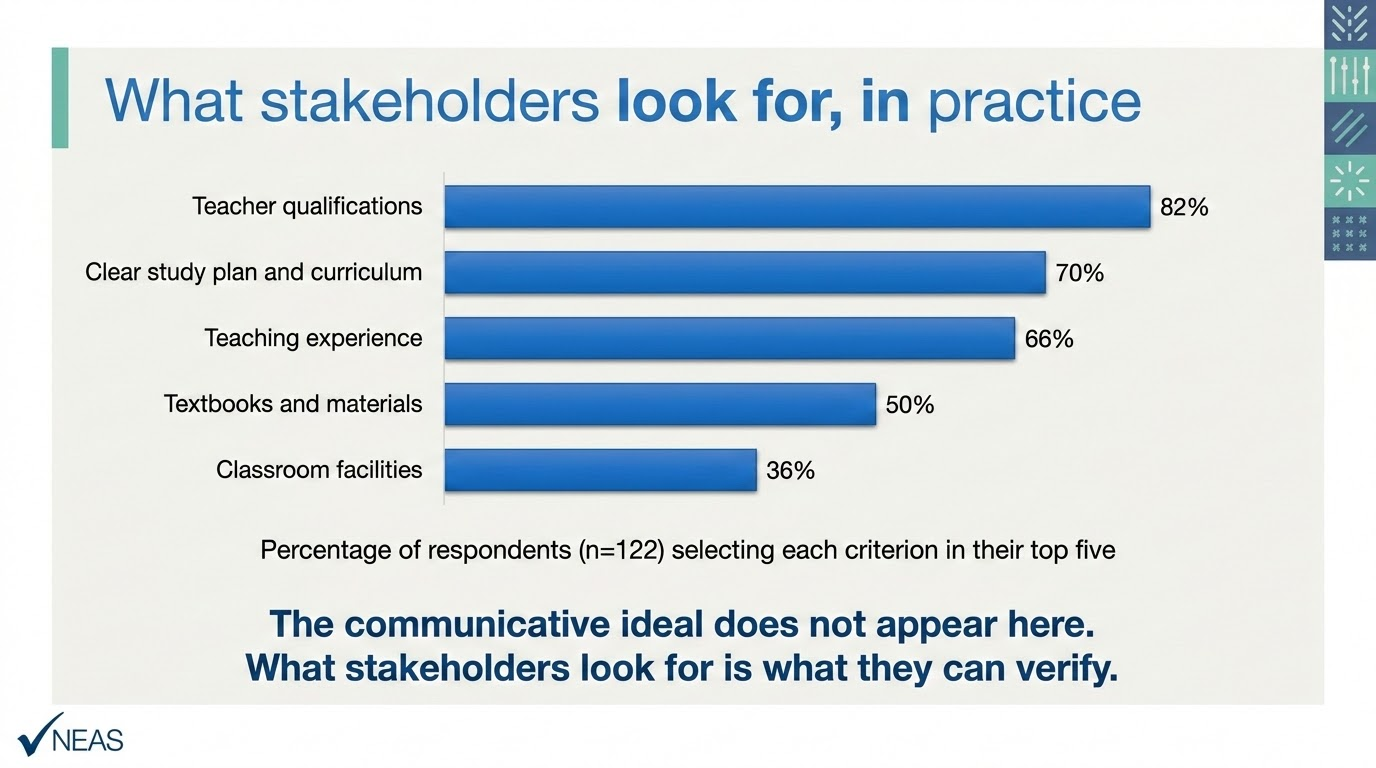 What stakeholders look for, in practice
Teacher qualifications
82%
Clear study plan and curriculum
70%
Teaching experience
66%
Textbooks and materials
50%
Classroom facilities
36%
Percentage of respondents (n=122) selecting each criterion in their top five
The communicative ideal does not appear here.
What stakeholders look for is what they can verify.
NEAS